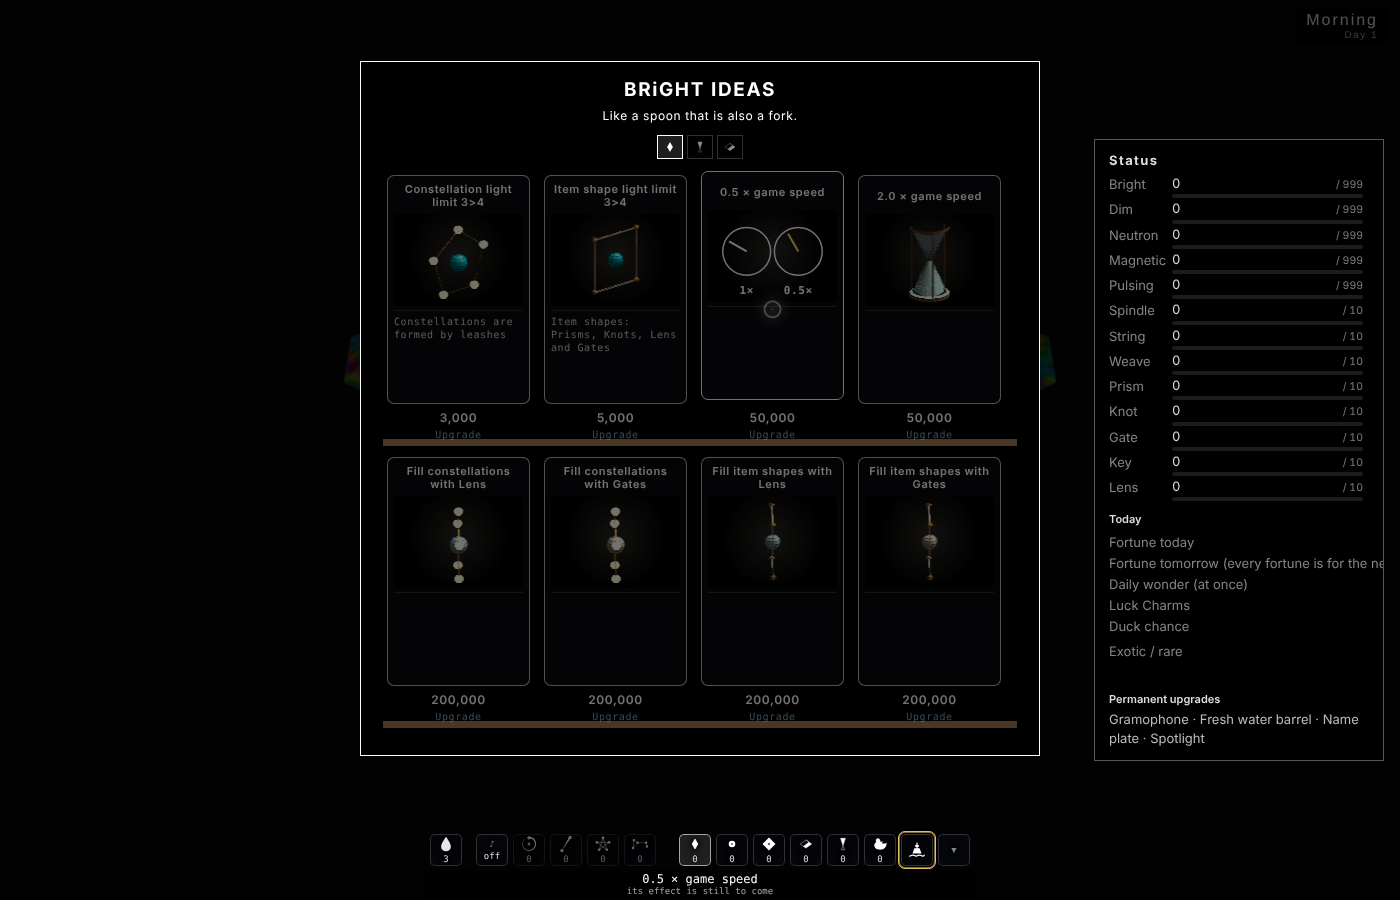 Morning
Day 1
BRiGHT IDEAS
Like a spoon that is also a fork.
Constellation light
limit 3>4
Constellations are
formed by leashes
3,000
Upgrade
Item shape light limit
3>4
Item shapes:
Prisms, Knots, Lens
and Gates
5,000
Upgrade
0.5 × game speed
1×
0.5×
50,000
Upgrade
2.0 × game speed
50,000
Upgrade
Fill constellations
with Lens
200,000
Upgrade
Fill constellations
with Gates
200,000
Upgrade
Fill item shapes with
Lens
200,000
Upgrade
Fill item shapes with
Gates
200,000
Upgrade
Status
Bright 0 / 999
Dim 0 / 999
Neutron 0 / 999
Magnetic 0 / 999
Pulsing 0 / 999
Spindle 0 / 10
String 0 / 10
Weave 0 / 10
Prism 0 / 10
Knot 0 / 10
Gate 0 / 10
Key 0 / 10
Lens 0 / 10
Today
Fortune today
Fortune tomorrow (every fortune is for the ne
Daily wonder (at once)
Luck Charms
Duck chance
Exotic / rare
Permanent upgrades
Gramophone · Fresh water barrel · Name
plate · Spotlight
3 off 0 0 0 0 0 0 0 0 0 0
0.5 × game speed
its effect is still to come